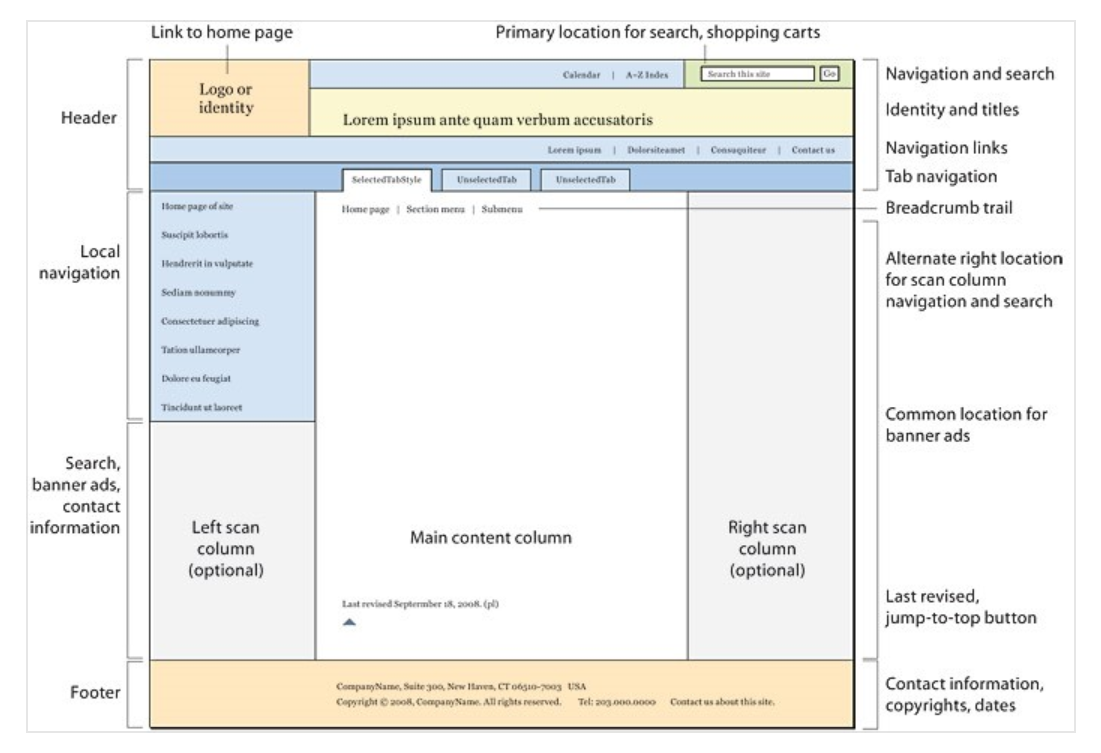 Link to home page
Primary location for search, shopping carts
Header
Logo or
identity
Calendar | A–Z Index
Search this site Go
Navigation and search
Lorem ipsum ante quam verbum accusatoris
Identity and titles
Lorem ipsum | Dolorsiteamet | Consuquiteur | Contact us
Navigation links
SelectedTabStyle UnselectedTab UnselectedTab
Tab navigation
Home page | Section menu | Submenu
Breadcrumb trail
Local
navigation
Home page of site
Suscipit lobortis
Hendrerit in vulputate
Sediam nonummy
Consectetuer adipiscing
Tation ullamcorper
Dolore eu feugiat
Tincidunt ut laoreet
Alternate right location
for scan column
navigation and search
Common location for
banner ads
Search,
banner ads,
contact
information
Left scan
column
(optional)
Main content column
Right scan
column
(optional)
Last revised Septermber 18, 2008. (pl)
Last revised,
jump-to-top button
Footer
CompanyName, Suite 300, New Haven, CT 06510–7003 USA
Copyright © 2008, CompanyName. All rights reserved. Tel: 203.000.0000 Contact us about this site.
Contact information,
copyrights, dates